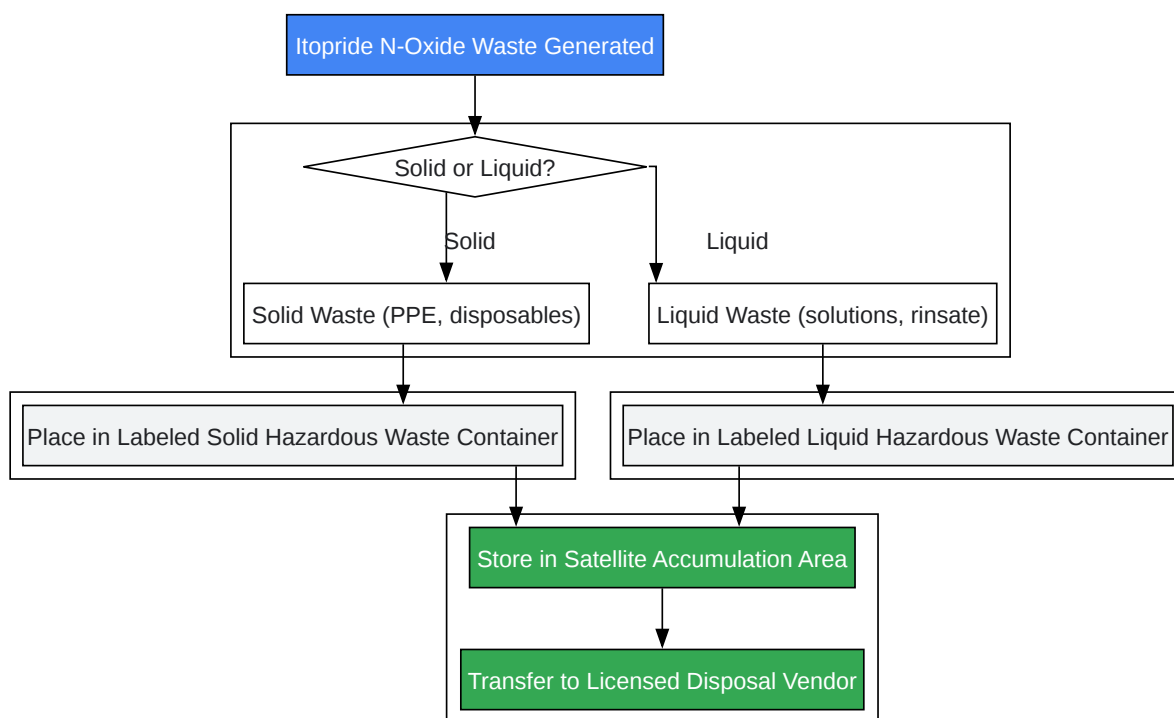 Itopride N-Oxide Waste Generated
Solid or Liquid?
Solid
Liquid
Solid Waste (PPE, disposables)
Liquid Waste (solutions, rinsate)
Place in Labeled Solid Hazardous Waste Container
Place in Labeled Liquid Hazardous Waste Container
Store in Satellite Accumulation Area
Transfer to Licensed Disposal Vendor